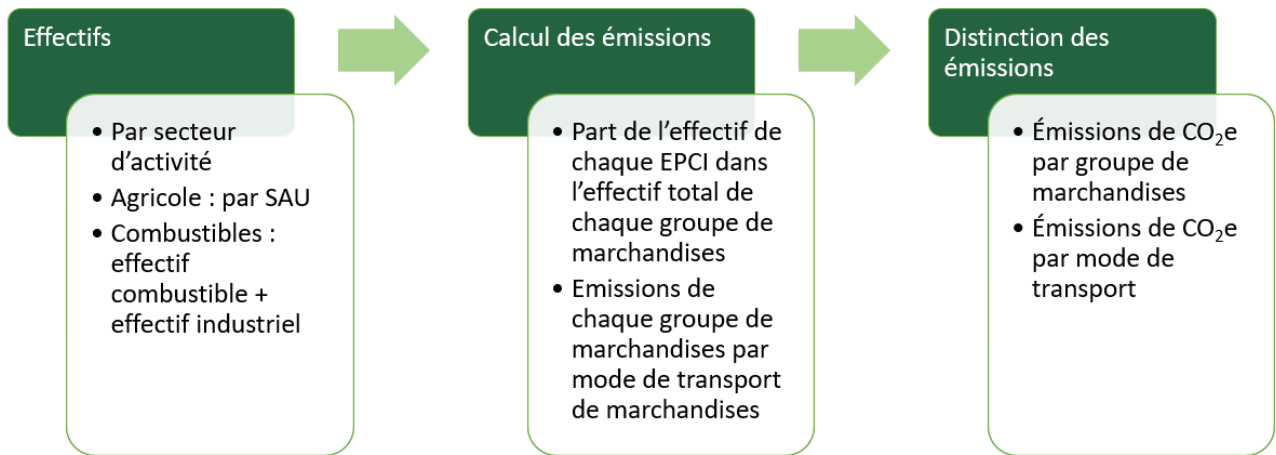 Effectifs
• Par secteur
d’activité
• Agricole : par SAU
• Combustibles :
effectif
combustible +
effectif industriel
Calcul des émissions
• Part de l’effectif de
chaque EPCI dans
l’effectif total de
chaque groupe de
marchandises
• Emissions de
chaque groupe de
marchandises par
mode de transport
de marchandises
Distinction des
émissions
• Émissions de CO₂e
par groupe de
marchandises
• Émissions de CO₂e
par mode de
transport